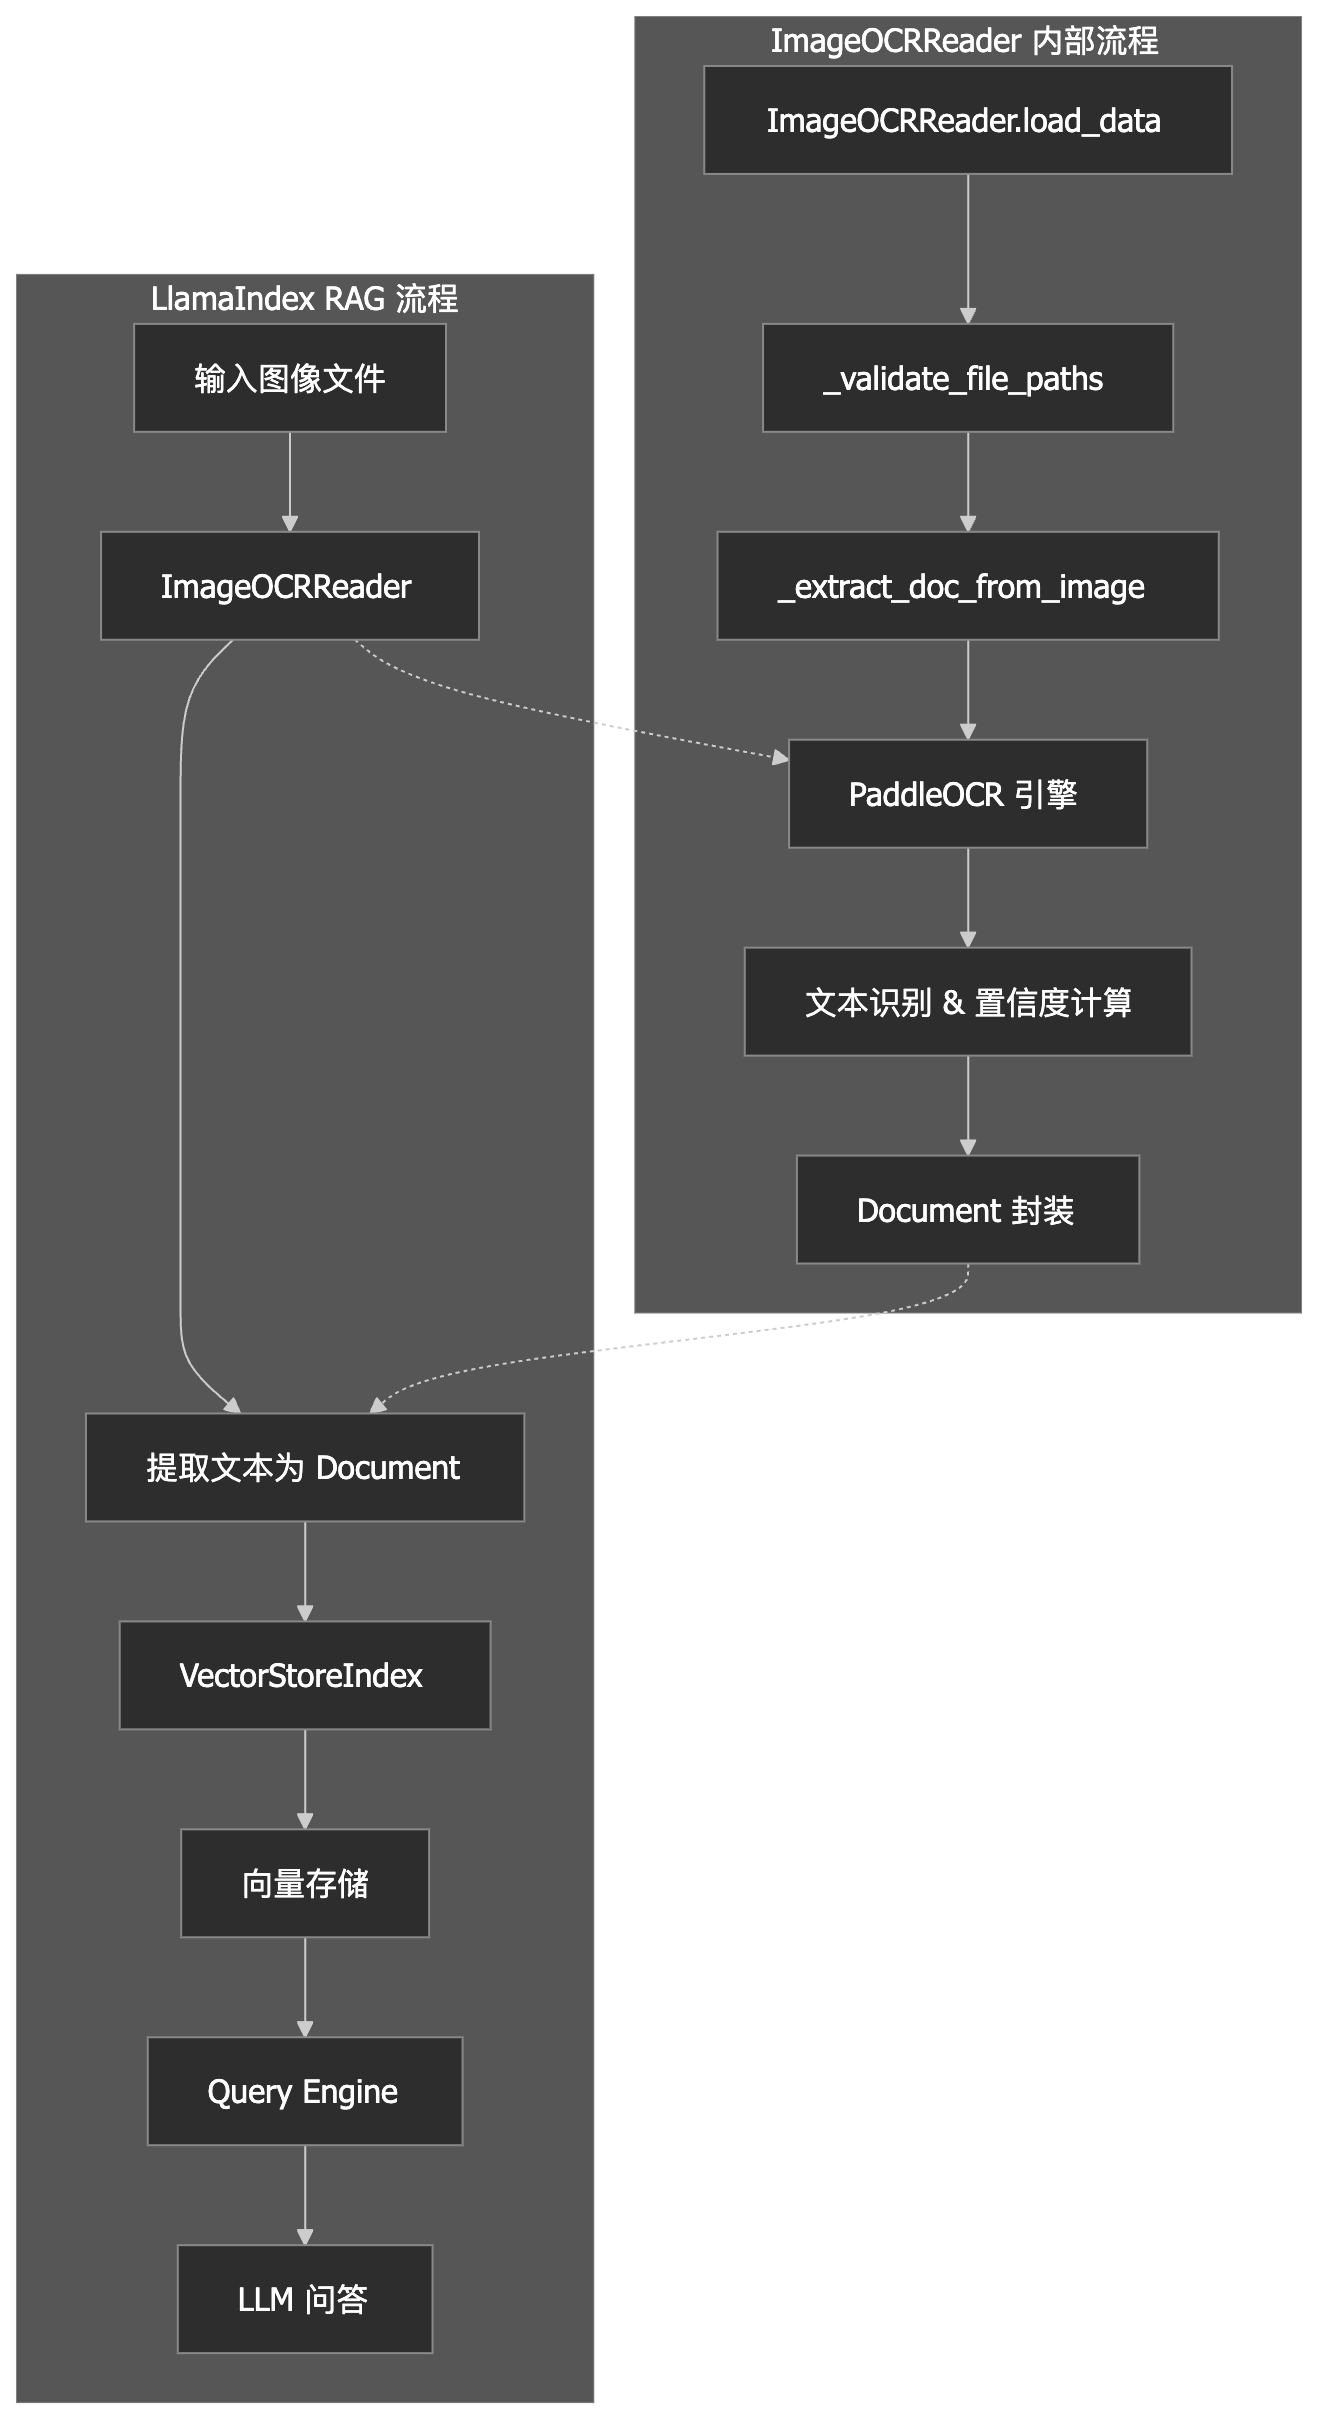 ImageOCRReader 内部流程
ImageOCRReader.load_data
_validate_file_paths
_extract_doc_from_image
PaddleOCR 引擎
文本识别 & 置信度计算
Document 封装
LlamaIndex RAG 流程
输入图像文件
ImageOCRReader
提取文本为 Document
VectorStoreIndex
向量存储
Query Engine
LLM 问答